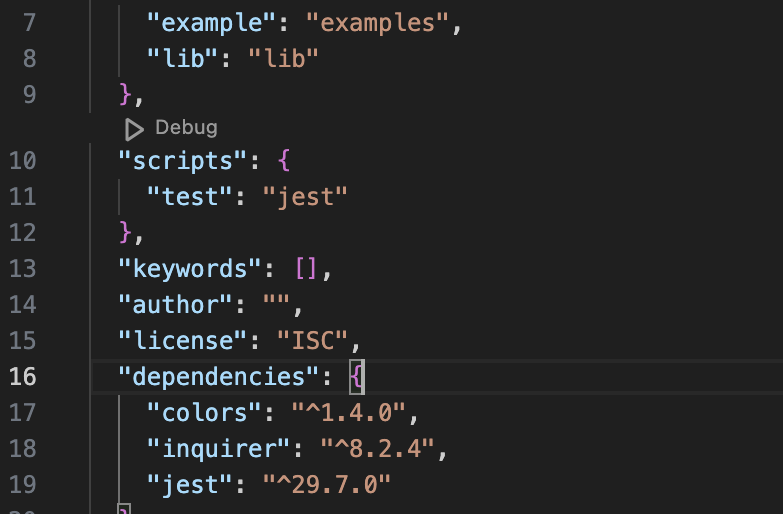 7 "example": "examples",
8 "lib": "lib"
9 },
Debug
10 "scripts": {
11 "test": "jest"
12 },
13 "keywords": [],
14 "author": "",
15 "license": "ISC",
16 "dependencies": {
17 "colors": "^1.4.0",
18 "inquirer": "^8.2.4",
19 "jest": "^29.7.0"
20 }